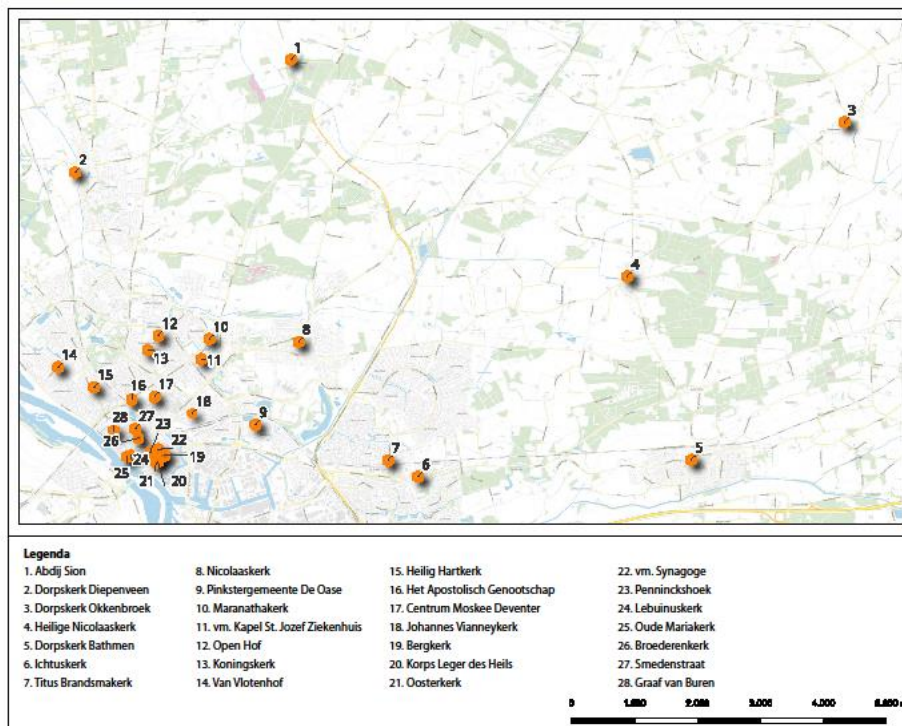 1
3
2
4
12
10
8
13
11
14
15
16
17
18
28
27
23
9
26
22
24
19
25
21
20
7
6
5
Legenda
1. Abdij Sion
2. Dorpskerk Diepenveen
3. Dorpskerk Okkenbroek
4. Heilige Nicolaaskerk
5. Dorpskerk Bathmen
6. Ichtuskerk
7. Titus Brandsmakerk
8. Nicolaaskerk
9. Pinkstergemeente De Oase
10. Maranathakerk
11. vm. Kapel St. Jozef Ziekenhuis
12. Open Hof
13. Koningskerk
14. Van Vlotenhof
15. Heilig Hartkerk
16. Het Apostolisch Genootschap
17. Centrum Moskee Deventer
18. Johannes Vianneykerk
19. Bergkerk
20. Korps Leger des Heils
21. Oosterkerk
22. vm. Synagoge
23. Penninckshoek
24. Lebuinuskerk
25. Oude Mariakerk
26. Broederenkerk
27. Smedenstraat
28. Graaf van Buren
0 1.000 2.000 3.000 4.000